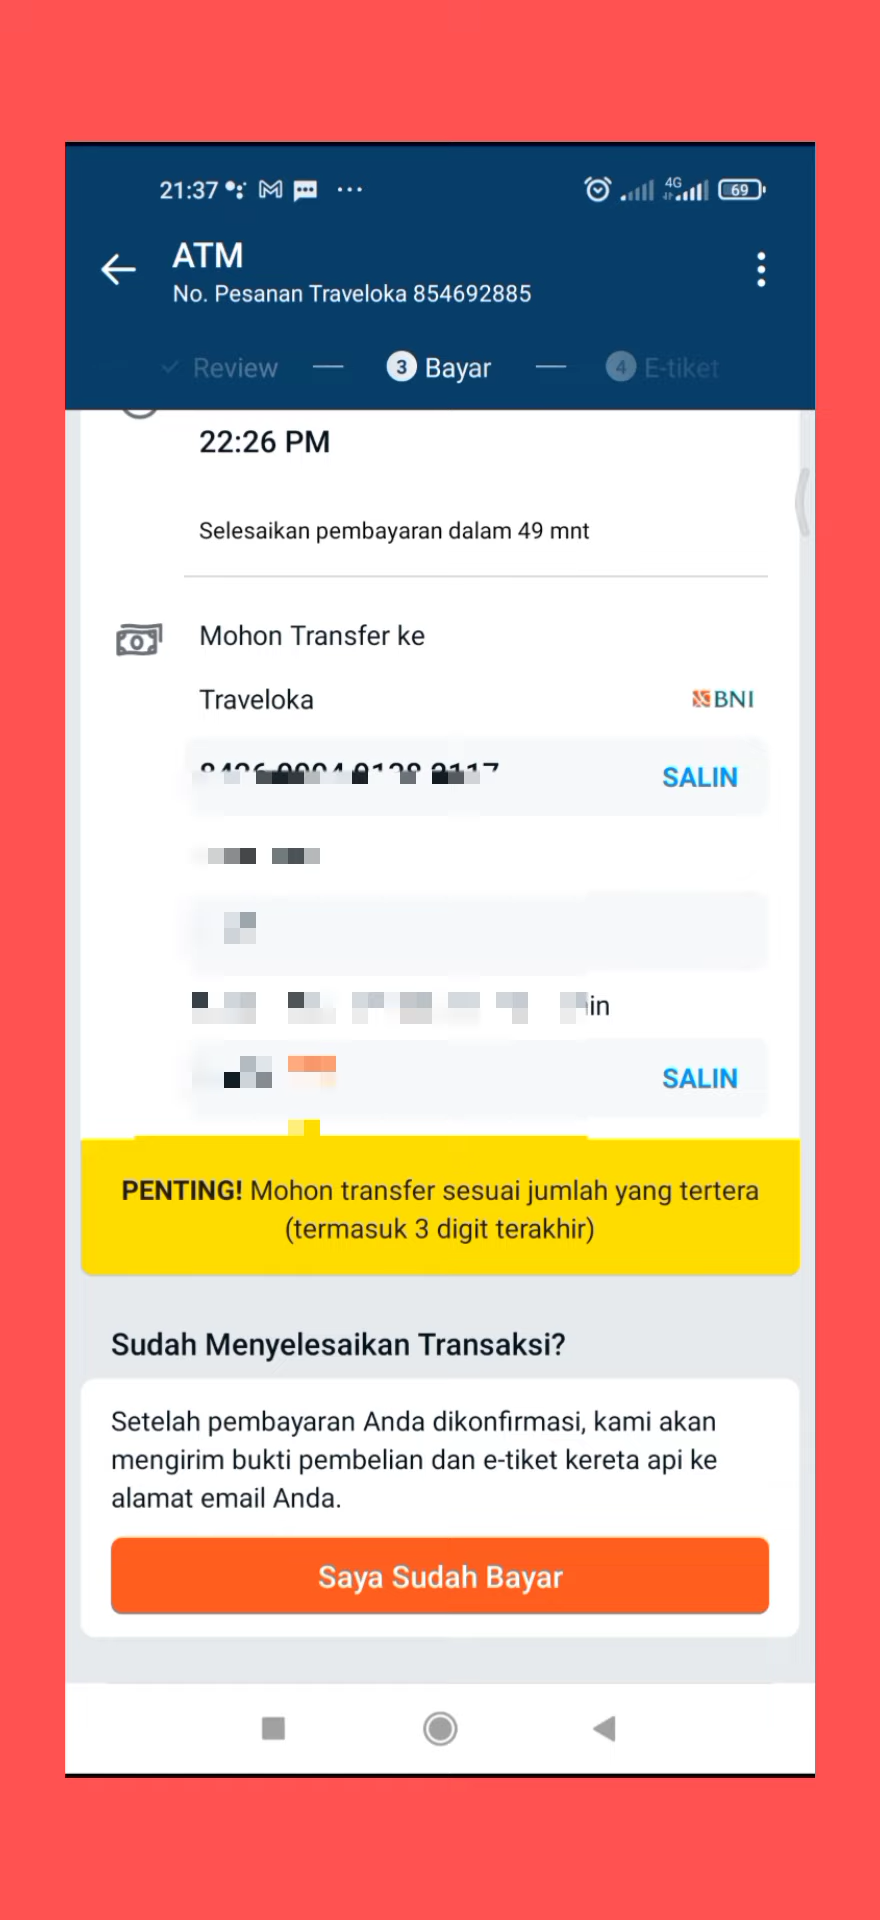 21:37
4G
69
ATM
No. Pesanan Traveloka 854692885
Review
3 Bayar
4 E-tiket
22:26 PM
Selesaikan pembayaran dalam 49 mnt
Mohon Transfer ke
Traveloka
BNI
SALIN
SALIN
PENTING! Mohon transfer sesuai jumlah yang tertera
(termasuk 3 digit terakhir)
Sudah Menyelesaikan Transaksi?
Setelah pembayaran Anda dikonfirmasi, kami akan
mengirim bukti pembelian dan e-tiket kereta api ke
alamat email Anda.
Saya Sudah Bayar